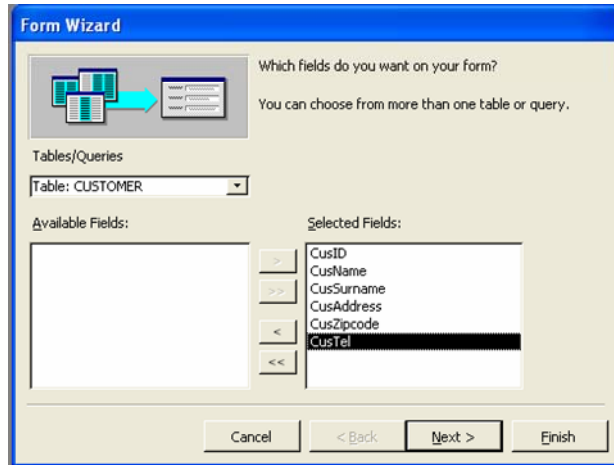 Form Wizard
Which fields do you want on your form?
You can choose from more than one table or query.
Tables/Queries
Table: CUSTOMER
Available Fields:
Selected Fields:
CusID
CusName
CusSurname
CusAddress
CusZipcode
CusTel
>
>>
<
<<
Cancel
< Back
Next >
Finish